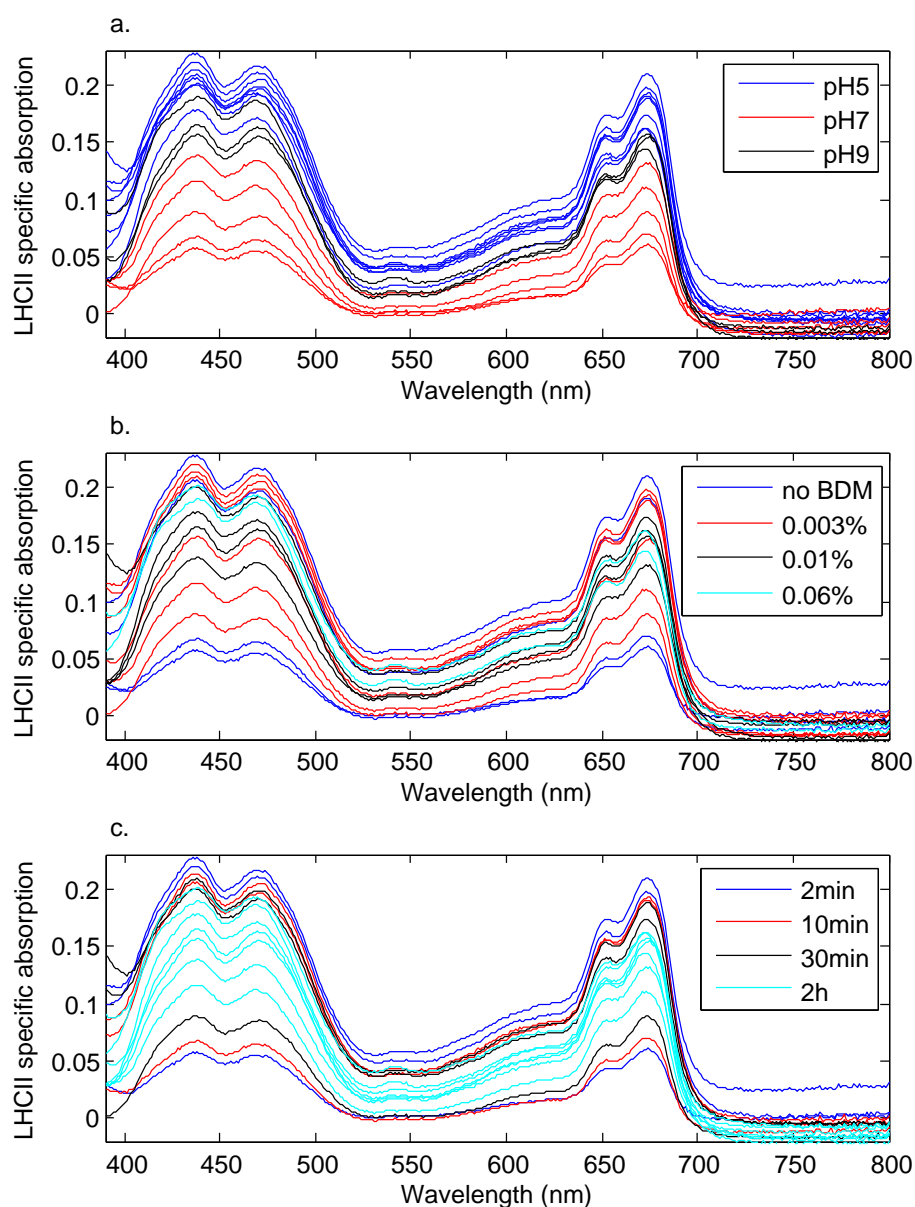 a.
LHCII specific absorption
0.2
0.15
0.1
0.05
0
pH5
pH7
pH9
400 450 500 550 600 650 700 750 800
Wavelength (nm)
b.
LHCII specific absorption
0.2
0.15
0.1
0.05
0
no BDM
0.003%
0.01%
0.06%
400 450 500 550 600 650 700 750 800
Wavelength (nm)
c.
LHCII specific absorption
0.2
0.15
0.1
0.05
0
2min
10min
30min
2h
400 450 500 550 600 650 700 750 800
Wavelength (nm)